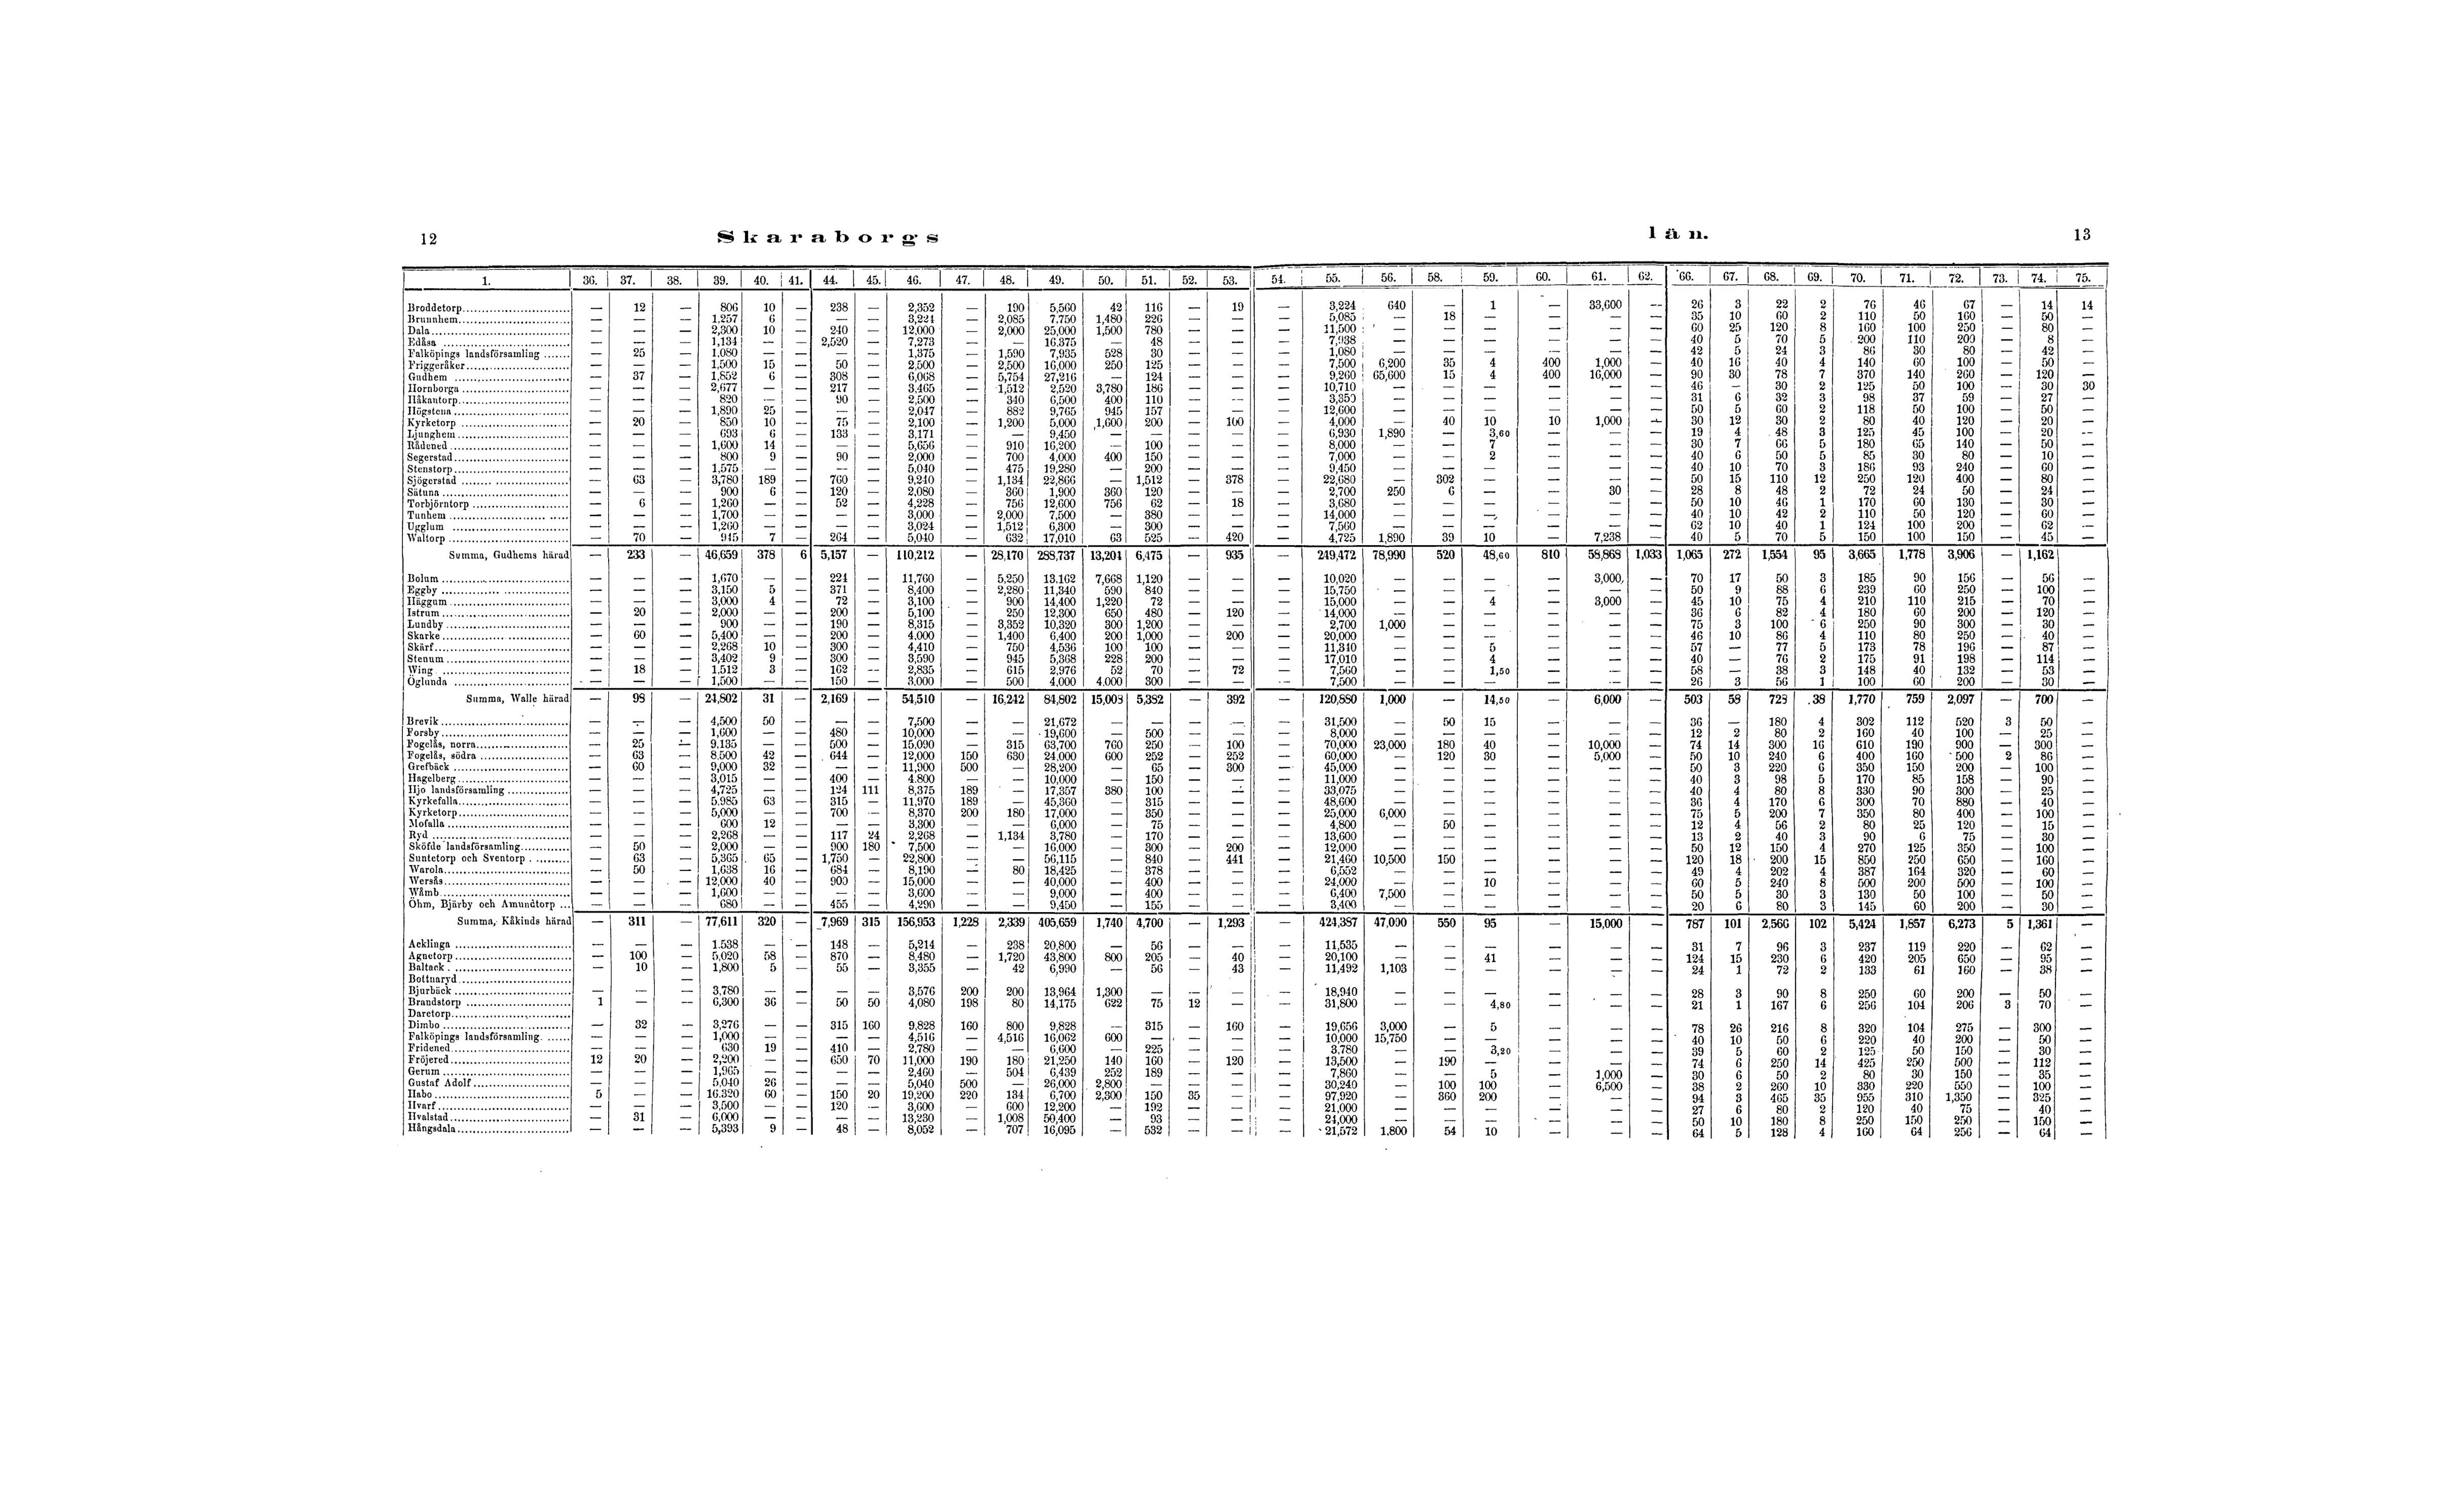 12 Skaraborgs län. 13
1. 36. 37. 38. 39. 40. 41. 44. 45. 46. 47. 48. 49. 50. 51. 52. 53. 54. 55. 56. 58. 59. 60. 61. 62. 66. 67. 68. 69. 70. 71. 72. 73. 74. 75.
Broddetorp — 12 — 806 10 — 238 — 2,352 — 190 5,560 42 116 — 19 — 3,224 640 — 1 — 33,600 — 26 3 22 2 76 46 67 — 14 14
Brunnhem — — — 1,257 6 — — — 3,224 — 2,085 7,750 1,480 226 — — — 5,085 — 18 — — — — 35 10 60 2 110 50 160 — 50 —
Dala — — — 2,300 10 — 240 — 12,000 — 2,000 25,000 1,500 780 — — — 11,500 — — — — — — 60 25 120 8 160 100 250 — 80 —
Edåsa — — — 1,134 — — 2,520 — 7,273 — — 16,375 — 48 — — — 7,938 — — — — — — 40 5 70 5 200 110 200 — 8 —
Falköpings landsförsamling — 25 — 1,080 — — — — 1,375 — 1,590 7,935 528 30 — — — 1,080 — — — — — — 42 5 24 3 86 30 80 — 42 —
Friggeråker — — — 1,500 15 — 50 — 2,500 — 2,500 16,000 250 125 — — — 7,500 6,200 35 4 400 1,000 — 40 16 40 4 140 60 100 — 50 —
Gudhem — 37 — 1,852 6 — 308 — 6,068 — 5,754 27,216 — 124 — — — 9,260 65,600 15 4 400 16,000 — 90 30 78 7 370 140 260 — 120 —
Hornborga — — — 2,677 — — 217 — 3,465 — 1,512 2,520 3,780 186 — — — 10,710 — — — — — — 46 — 30 2 125 50 100 — 30 30
Håkantorp — — — 820 — — 90 — 2,500 — 340 6,500 400 110 — — — 3,350 — — — — — — 31 6 32 3 98 37 59 — 27 —
Högstena — — — 1,890 25 — — — 2,047 — 882 9,765 945 157 — — — 12,600 — — — — — — 50 5 60 2 118 50 100 — 50 —
Kyrketorp — 20 — 850 10 — 75 — 2,100 — 1,200 5,000 1,600 200 — 100 — 4,000 — 40 10 10 1,000 — 30 12 30 2 80 40 120 — 20 —
Ljunghem — — — 693 6 — 133 — 3,171 — — 9,450 — — — — — 6,930 1,890 — 3,60 — — — 19 4 48 3 125 45 100 — 20 —
Rådened — — — 1,600 14 — — — 5,656 — 910 16,200 — 100 — — — 8,000 — — 7 — — — 30 7 66 5 180 65 140 — 50 —
Segerstad — — — 800 9 — 90 — 2,000 — 700 4,000 400 150 — — — 7,000 — — 2 — — — 40 6 50 5 85 30 80 — 10 —
Stenstorp — — — 1,575 — — — — 5,040 — 475 19,280 — 200 — — — 9,450 — — — — — — 40 10 70 3 186 93 240 — 60 —
Sjögerstad — 63 — 3,780 189 — 760 — 9,240 — 1,134 22,866 — 1,512 — 378 — 22,680 — 302 — — — — 50 15 110 12 250 120 400 — 80 —
Sätuna — — — 900 6 — 120 — 2,080 — 360 1,900 360 120 — — — 2,700 250 6 — — 30 — 28 8 48 2 72 24 50 — 24 —
Torbjörntorp — 6 — 1,260 — — 52 — 4,228 — 756 12,600 756 62 — 18 — 3,680 — — — — — — 50 10 46 1 170 60 130 — 30 —
Tunhem — — — 1,700 — — — — 3,000 — 2,000 7,500 — 380 — — — 14,000 — — — — — — 40 10 42 2 110 50 120 — 60 —
Ugglum — — — 1,260 — — — — 3,024 — 1,512 6,300 — 300 — — — 7,560 — — — — — — 62 10 40 1 124 100 200 — 62 —
Waltorp — 70 — 945 7 — 264 — 5,040 — 632 17,010 63 525 — 420 — 4,725 1,890 39 10 — 7,238 — 40 5 70 5 150 100 150 — 45 —
Summa, Gudhems härad — 233 — 46,659 378 6 5,157 — 110,212 — 28,170 288,737 13,204 6,475 — 935 — 249,472 78,990 520 48,60 810 58,868 1,033 1,065 272 1,554 95 3,665 1,778 3,906 — 1,162
Bolum — — — 1,670 — — 224 — 11,760 — 5,250 13,162 7,668 1,120 — — — 10,020 — — — — 3,000 — 70 17 50 3 185 90 156 — 56 —
Eggby — — — 3,150 5 — 371 — 8,400 — 2,280 11,340 590 840 — — — 15,750 — — — — — — 50 9 88 6 239 60 250 — 100 —
Häggum — — — 3,000 4 — 72 — 3,100 — 900 14,400 1,220 72 — — — 15,000 — — 4 — 3,000 — 45 10 75 4 210 110 215 — 70 —
Istrum — 20 — 2,000 — — 200 — 5,100 — 250 12,300 650 480 — 120 — 14,000 — — — — — — 36 6 82 4 180 60 200 — 120 —
Lundby — — — 900 — — 190 — 8,315 — 3,352 10,320 300 1,200 — — — 2,700 1,000 — — — — — 75 3 100 6 250 90 300 — 30 —
Skarke — 60 — 5,400 — — 200 — 4,000 — 1,400 6,400 200 1,000 — 200 — 20,000 — — — — — — 46 10 86 4 110 80 250 — 40 —
Skärf — — — 2,268 10 — 300 — 4,410 — 750 4,536 100 100 — — — 11,340 — — 5 — — — 57 — 77 5 173 78 196 — 87 —
Stenum — — — 3,402 9 — 300 — 3,590 — 945 5,368 228 200 — — — 17,010 — — 4 — — — 40 — 76 2 175 91 198 — 114 —
Wing — 18 — 1,512 3 — 162 — 2,835 — 615 2,976 52 70 — 72 — 7,560 — — 1,50 — — — 58 — 38 3 148 40 132 — 53 —
Öglunda — — — 1,500 — — 150 — 3,000 — 500 4,000 4,000 300 — — — 7,500 — — — — — — 26 3 56 1 100 60 200 — 30 —
Summa, Walle härad — 98 — 24,802 31 — 2,169 — 54,510 — 16,242 84,802 15,008 5,382 — 392 — 120,880 1,000 — 14,50 — 6,000 — 503 58 728 38 1,770 759 2,097 — 700 —
Brevik — — — 4,500 50 — — — 7,500 — — 21,672 — — — — — 31,500 — 50 15 — — — 36 — 180 4 302 112 520 3 50 —
Forsby — — — 1,600 — — 480 — 10,000 — — 19,600 — 500 — — — 8,000 — — — — — — 12 2 80 2 160 40 100 — 25 —
Fogelås, norra — 25 — 9,135 — — 500 — 15,090 — 315 63,700 760 250 — 100 — 70,000 23,000 180 40 — 10,000 — 74 14 300 16 610 190 900 — 300 —
Fogelås, södra — 63 — 8,500 42 — 644 — 12,000 150 630 24,000 600 252 — 252 — 60,000 — 120 30 — 5,000 — 50 10 240 6 400 160 500 2 86 —
Grefbäck — 60 — 9,000 32 — — — 11,900 500 — 28,200 — 65 — 300 — 45,000 — — — — — — 50 3 220 6 350 150 200 — 100 —
Hagelberg — — — 3,015 — — 400 — 4,800 — — 10,000 — 150 — — — 11,000 — — — — — — 40 3 98 5 170 85 158 — 90 —
Hjo landsförsamling — — — 4,725 — — 124 111 8,375 189 — 17,357 380 100 — — — 33,075 — — — — — — 40 4 80 8 330 90 300 — 25 —
Kyrkefalla — — — 5,985 63 — 315 — 11,970 189 — 45,360 — 315 — — — 48,600 — — — — — — 36 4 170 6 300 70 880 — 40 —
Kyrketorp — — — 5,000 — — 700 — 8,370 200 180 17,000 — 350 — — — 25,000 6,000 — — — — — 75 5 200 7 350 80 400 — 100 —
Mofalla — — — 600 12 — — — 3,300 — — 6,000 — 75 — — — 4,800 — 50 — — — — 12 4 56 2 80 25 120 — 15 —
Ryd — — — 2,268 — — 117 24 2,268 — 1,134 3,780 — 170 — — — 13,600 — — — — — — 13 2 40 3 90 6 75 — 30 —
Sköfde landsförsamling — 50 — 2,000 — — 900 180 7,500 — — 16,000 — 300 — 200 — 12,000 — — — — — — 50 12 150 4 270 125 350 — 100 —
Suntetorp och Sventorp — 63 — 5,365 65 — 1,750 — 22,800 — — 56,115 — 840 — 441 — 21,460 10,500 150 — — — — 120 18 200 15 850 250 650 — 160 —
Warola — 50 — 1,638 16 — 684 — 8,190 — 80 18,425 — 378 — — — 6,552 — — — — — — 49 4 202 4 387 164 320 — 60 —
Wersås — — — 12,000 40 — 900 — 15,000 — — 40,000 — 400 — — — 24,000 — — 10 — — — 60 5 240 8 500 200 500 — 100 —
Wåmb — — — 1,600 — — — — 3,600 — — 9,000 — 400 — — — 6,400 7,500 — — — — — 50 5 30 3 130 50 100 — 50 —
Öhm, Bjärby och Amundtorp — — — 680 — — 455 — 4,290 — — 9,450 — 155 — — — 3,400 — — — — — — 20 6 80 3 145 60 200 — 30 —
Summa, Kåkinds härad — 311 — 77,611 320 — 7,969 315 156,953 1,228 2,339 405,659 1,740 4,700 — 1,293 — 424,387 47,000 550 95 — 15,000 — 787 101 2,566 102 5,424 1,857 6,273 5 1,361 —
Acklinga — — — 1,538 — — 148 — 5,214 — 238 20,800 — 56 — — — 11,535 — — — — — — 31 7 96 3 237 119 220 — 62 —
Agnetorp — 100 — 5,020 58 — 870 — 8,480 — 1,720 43,800 800 205 — 40 — 20,100 — — 41 — — — 124 15 230 6 420 205 650 — 95 —
Baltack — 10 — 1,800 5 — 55 — 3,355 — 42 6,990 — 56 — 43 — 11,492 1,103 — — — — — 24 1 72 2 133 61 160 — 38 —
Bottnaryd —
Bjurbäck — — — 3,780 — — — — 3,576 200 200 13,964 1,300 — — — — 18,940 — — — — — — 28 3 90 8 250 60 200 — 50 —
Brandstorp 1 — — 6,300 36 — 50 50 4,080 198 80 14,175 622 75 12 — — 31,800 — — 4,80 — — — 21 1 167 6 256 104 206 3 70 —
Daretorp
Dimbo — 32 — 3,276 — — 315 160 9,828 160 800 9,828 — 315 — 160 — 19,656 3,000 — 5 — — — 78 26 216 8 320 104 275 — 300 —
Falköpings landsförsamling — — — 1,000 — — — — 4,516 — 4,516 16,062 600 — — — — 10,000 15,750 — — — — — 40 10 50 6 220 40 200 — 50 —
Fridened — — — 630 19 — 410 — 2,780 — — 6,600 — 225 — — — 3,780 — — 3,20 — — — 39 5 60 2 125 50 150 — 30 —
Fröjered 12 20 — 2,200 — — 650 70 11,000 190 180 21,250 140 160 — 120 — 13,500 — 190 — — — — 74 6 250 14 425 250 500 — 112 —
Gerum — — — 1,965 — — — — 2,460 — 504 6,439 252 189 — — — 7,860 — — 5 — 1,000 — 30 6 50 2 80 30 150 — 35 —
Gustaf Adolf — — — 5,040 26 — — — 5,040 500 — 26,000 2,800 — — — — 30,240 — 100 100 — 6,500 — 38 2 260 10 330 220 550 — 100 —
Habo 5 — — 16,320 60 — 150 20 19,200 220 134 6,700 2,300 150 35 — — 97,920 — 360 200 — — — 94 3 465 35 955 310 1,350 — 325 —
Hvarf — — — 3,500 — — 120 — 3,600 — 600 12,200 — 192 — — — 21,000 — — — — — — 27 6 80 2 120 40 75 — 40 —
Hvalstad — 31 — 6,000 — — — — 13,230 — 1,008 50,400 — 93 — — — 24,000 — — — — — — 50 10 180 8 250 150 250 — 150 —
Hångsdala — — — 5,393 9 — 48 — 8,052 — 707 16,095 — 532 — — — 21,572 1,800 54 10 — — — 64 5 128 4 160 64 256 — 64 —